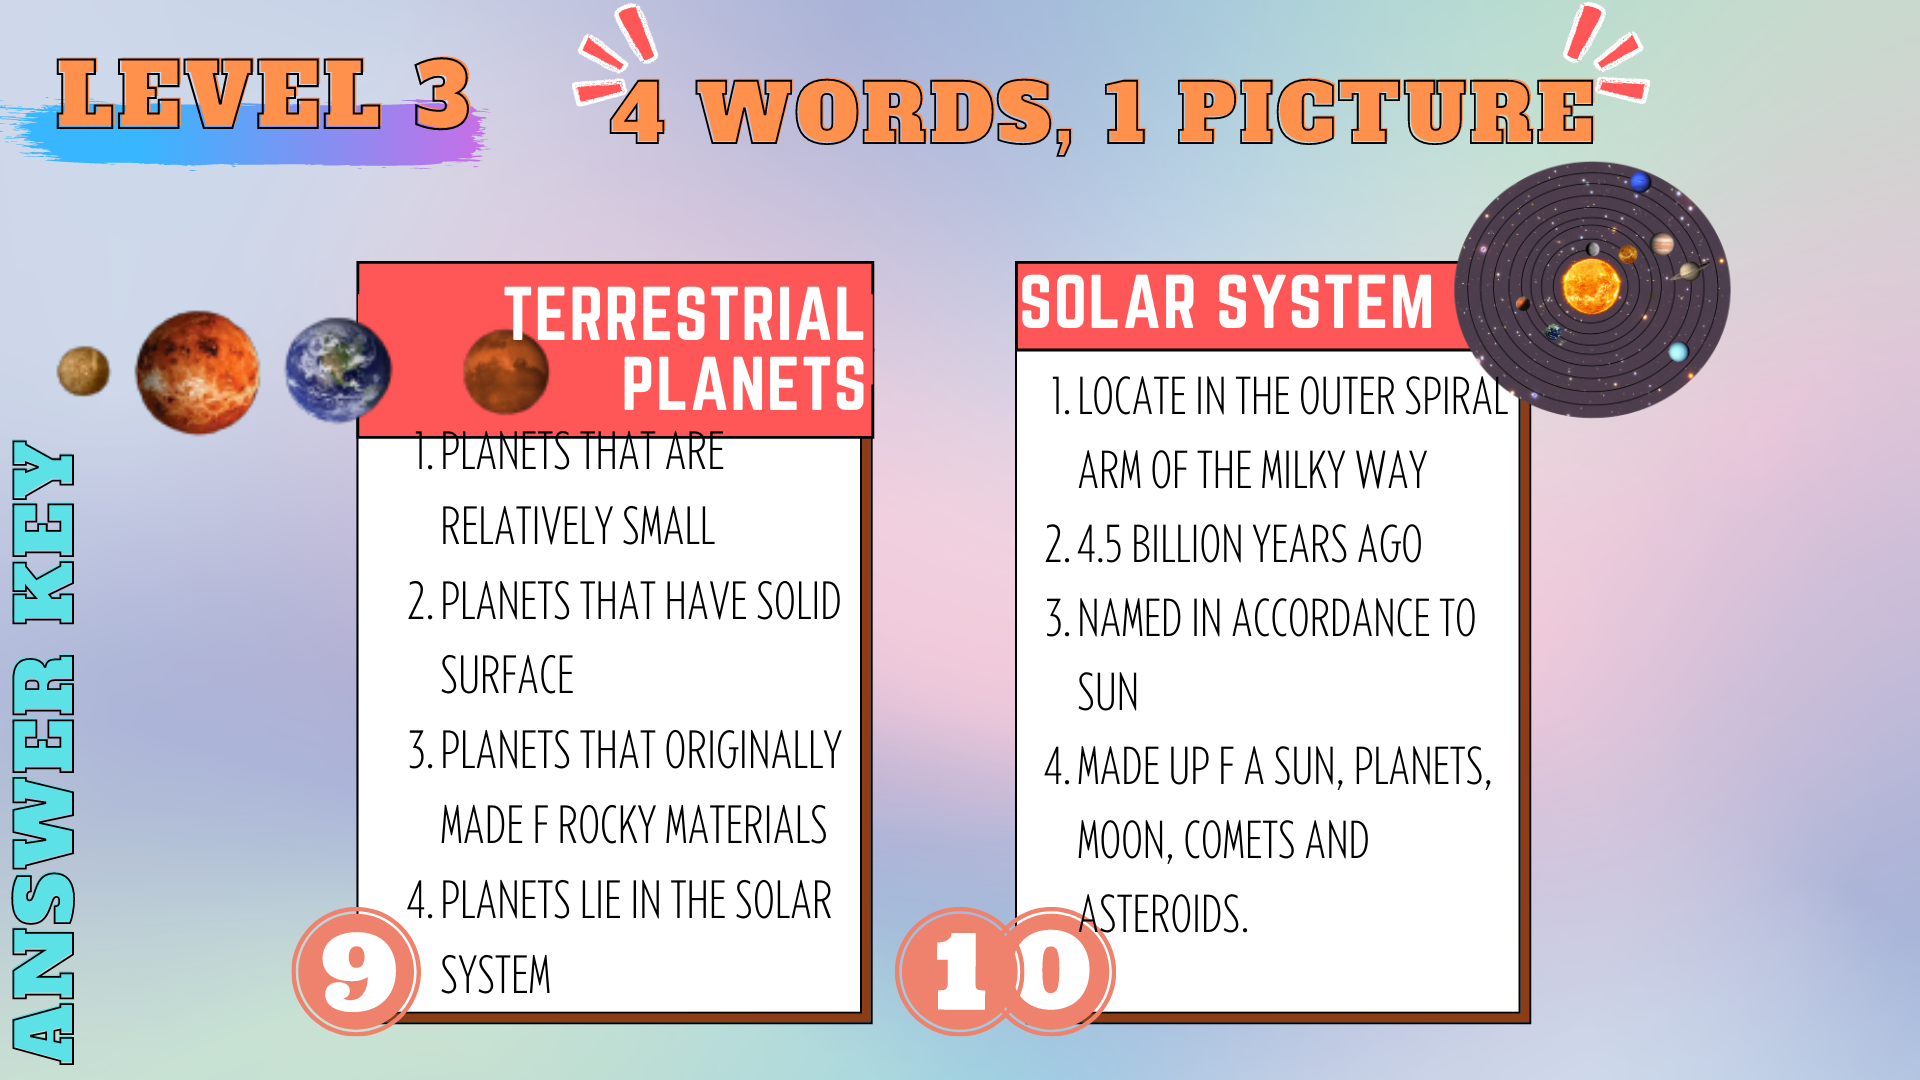 LEVEL 3
4 WORDS, 1 PICTURE
ANSWER KEY
TERRESTRIAL
PLANETS
1. PLANETS THAT ARE
RELATIVELY SMALL
2. PLANETS THAT HAVE SOLID
SURFACE
3. PLANETS THAT ORIGINALLY
MADE F ROCKY MATERIALS
4. PLANETS LIE IN THE SOLAR
SYSTEM
9
SOLAR SYSTEM
1. LOCATE IN THE OUTER SPIRAL
ARM OF THE MILKY WAY
2. 4.5 BILLION YEARS AGO
3. NAMED IN ACCORDANCE TO
SUN
4. MADE UP F A SUN, PLANETS,
MOON, COMETS AND
ASTEROIDS.
10